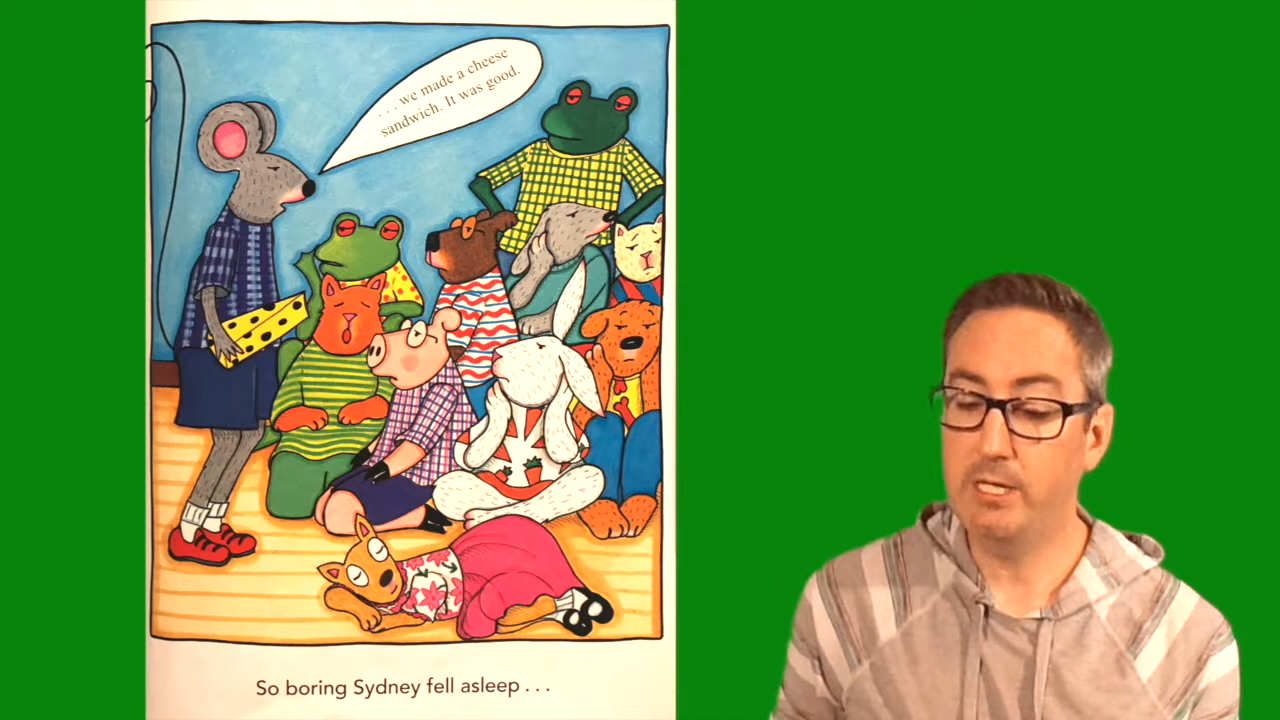 . . . we made a cheese
sandwich. It was good.
So boring Sydney fell asleep . . .